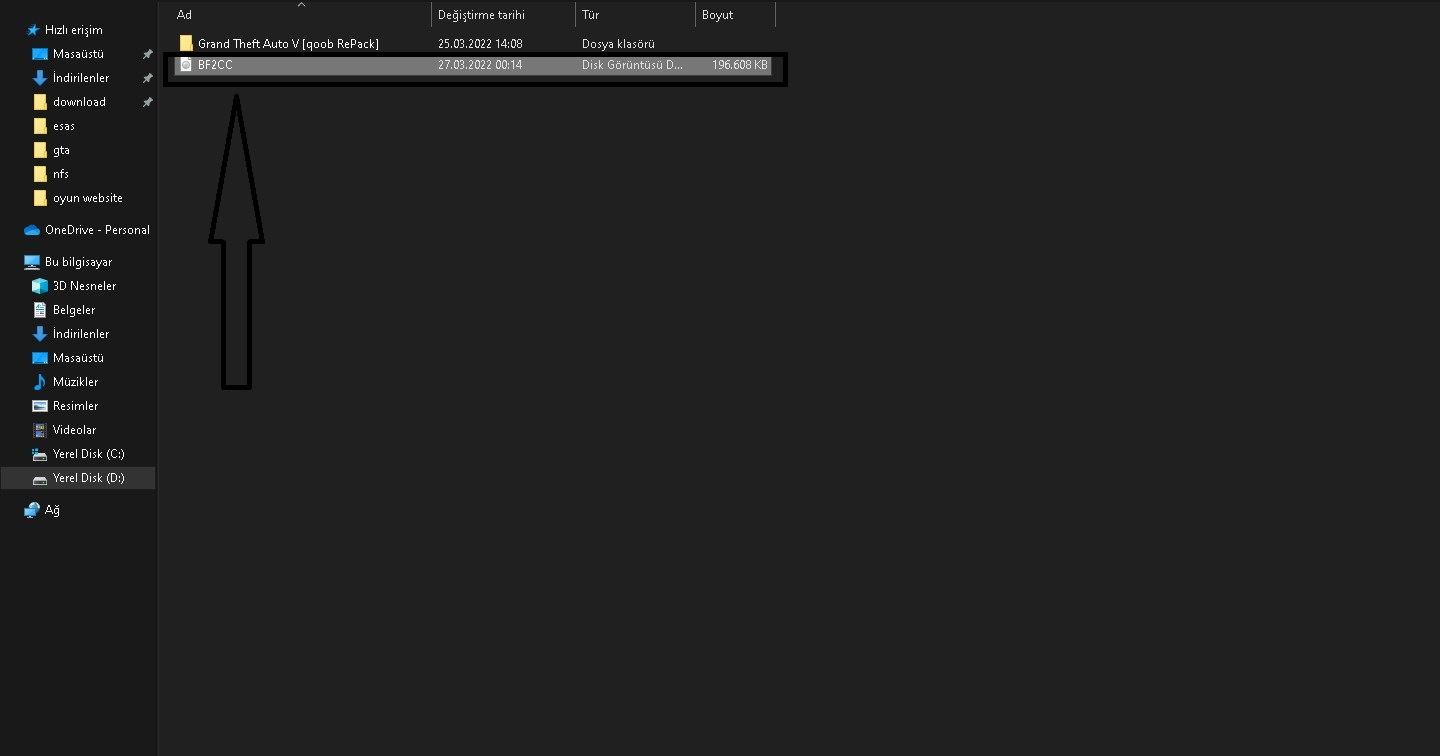 Ad Değiştirme tarihi Tür Boyut
Grand Theft Auto V [qoob RePack] 25.03.2022 14:08 Dosya klasörü
BF2CC 27.03.2022 00:14 Disk Görüntüsü D... 196.608 KB
Hızlı erişim
Masaüstü
İndirilenler
download
esas
gta
nfs
oyun website
OneDrive - Personal
Bu bilgisayar
3D Nesneler
Belgeler
İndirilenler
Masaüstü
Müzikler
Resimler
Videolar
Yerel Disk (C:)
Yerel Disk (D:)
Ağ